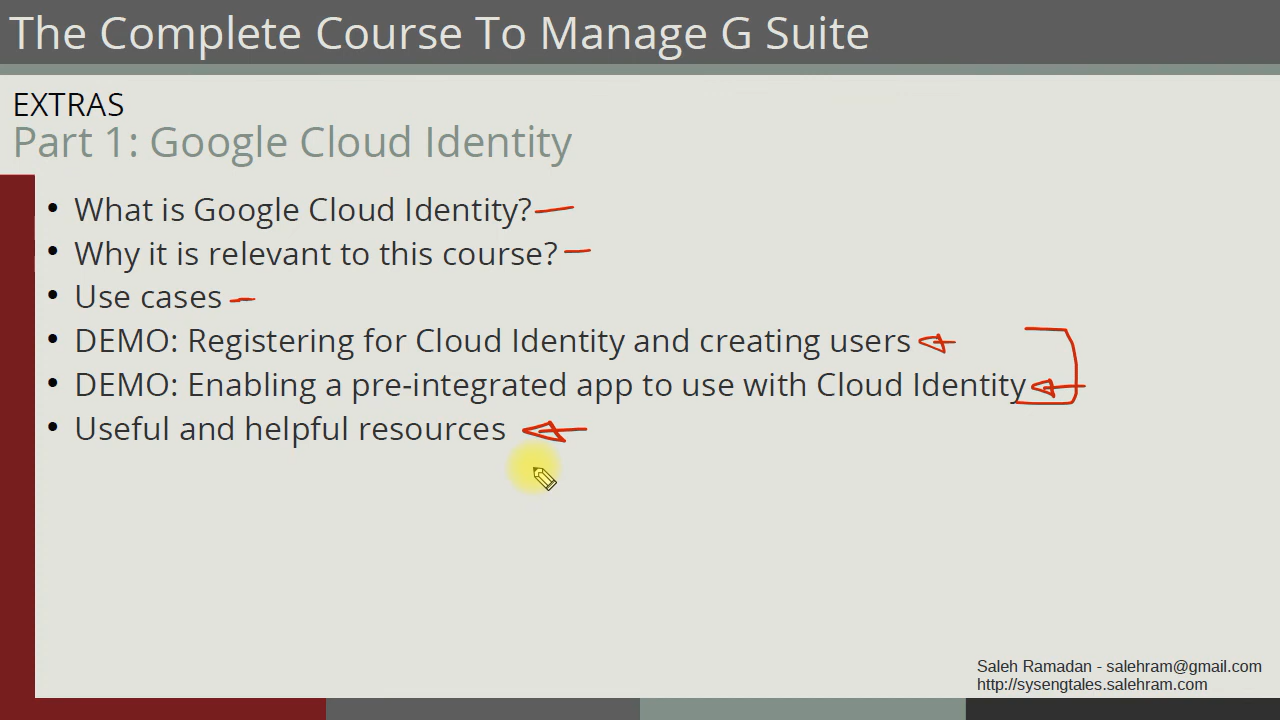 The Complete Course To Manage G Suite
EXTRAS
Part 1: Google Cloud Identity
• What is Google Cloud Identity?
• Why it is relevant to this course?
• Use cases
• DEMO: Registering for Cloud Identity and creating users
• DEMO: Enabling a pre-integrated app to use with Cloud Identity
• Useful and helpful resources
Saleh Ramadan - salehram@gmail.com
http://sysengtales.salehram.com